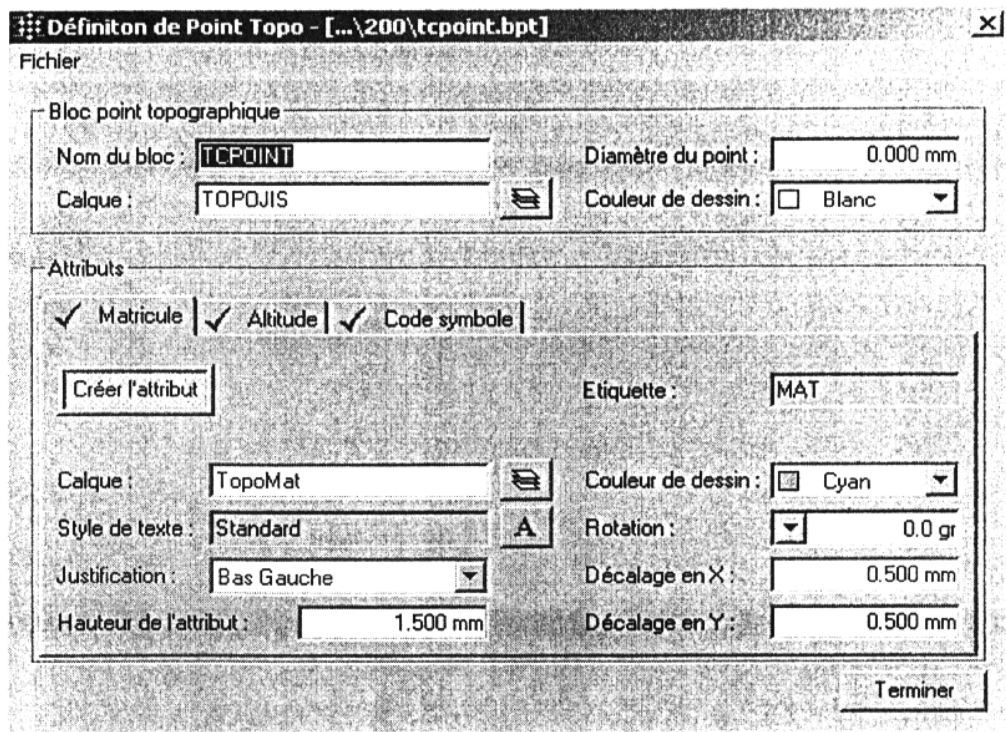 Définiton de Point Topo - [...\200\tcpoint.bpt]
Fichier
Bloc point topographique
Nom du bloc : TCPOINT Diamètre du point : 0.000 mm
Calque : TOPOJIS Couleur de dessin : Blanc
Attributs
Matricule Altitude Code symbole
Créer l'attribut Etiquette : MAT
Calque : TopoMat Couleur de dessin : Cyan
Style de texte : Standard A Rotation : 0.0 gr
Justification : Bas Gauche Décalage en X : 0.500 mm
Hauteur de l'attribut : 1.500 mm Décalage en Y : 0.500 mm
Terminer